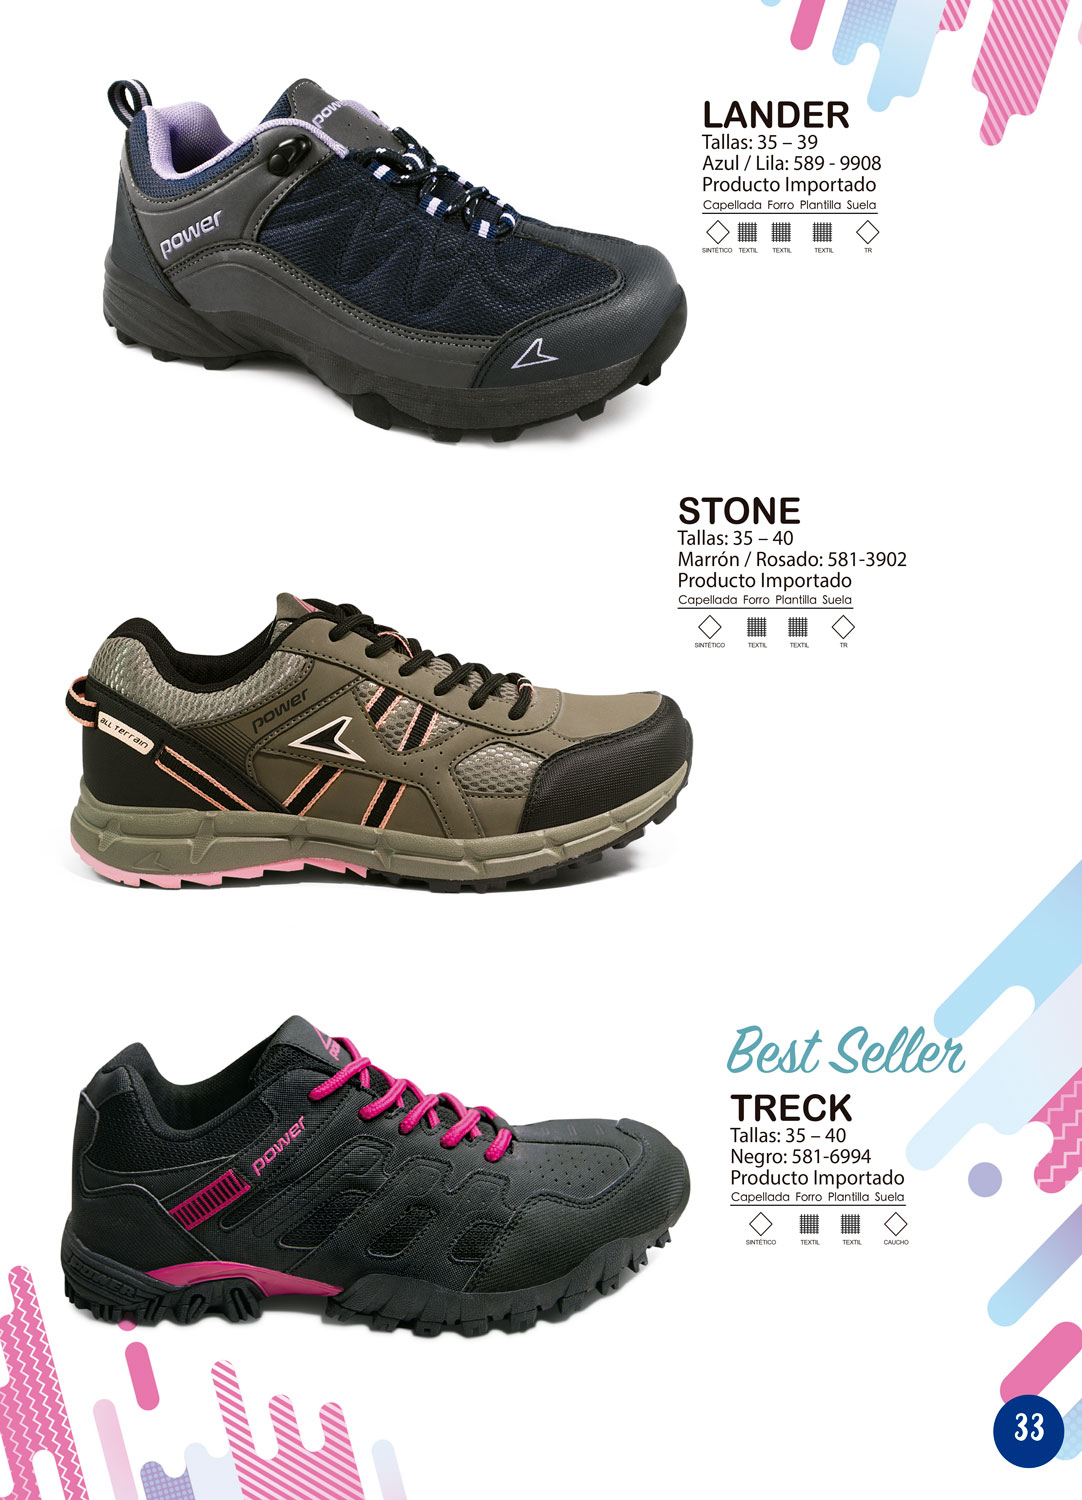 LANDER
Tallas: 35 – 39
Azul / Lila: 589 - 9908
Producto Importado
Capellada Forro Plantilla Suela
SINTÉTICO TEXTIL TEXTIL TEXTIL TR
power
power
STONE
Tallas: 35 – 40
Marrón / Rosado: 581-3902
Producto Importado
Capellada Forro Plantilla Suela
SINTÉTICO TEXTIL TEXTIL TR
power
all Terrain
Best Seller
TRECK
Tallas: 35 – 40
Negro: 581-6994
Producto Importado
Capellada Forro Plantilla Suela
SINTÉTICO TEXTIL TEXTIL CAUCHO
power
POWER
33